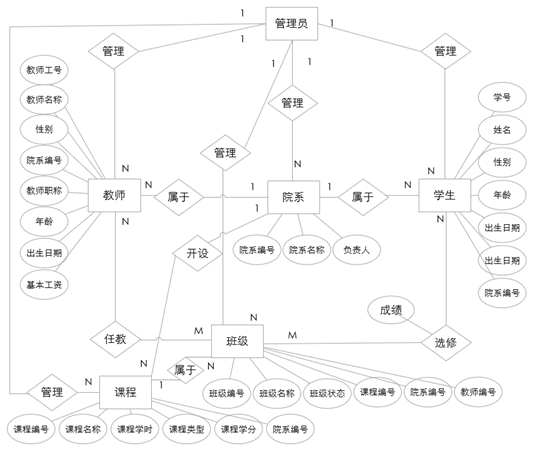 1
管理员
1
1
1
1
1
管理
管理
教师工号
教师名称
性别
院系编号
教师职称
年龄
出生日期
基本工资
管理
管理
学号
姓名
性别
年龄
出生日期
出生日期
院系编号
N
N
N
教师
N
属于
1
院系
1
属于
N
学生
N
1
N
开设
院系编号
院系名称
负责人
成绩
任教
M
N
班级
M
选修
N
属于
N
管理
N
课程
1
班级编号
班级名称
班级状态
课程编号
院系编号
教师编号
课程编号
课程名称
课程学时
课程类型
课程学分
院系编号